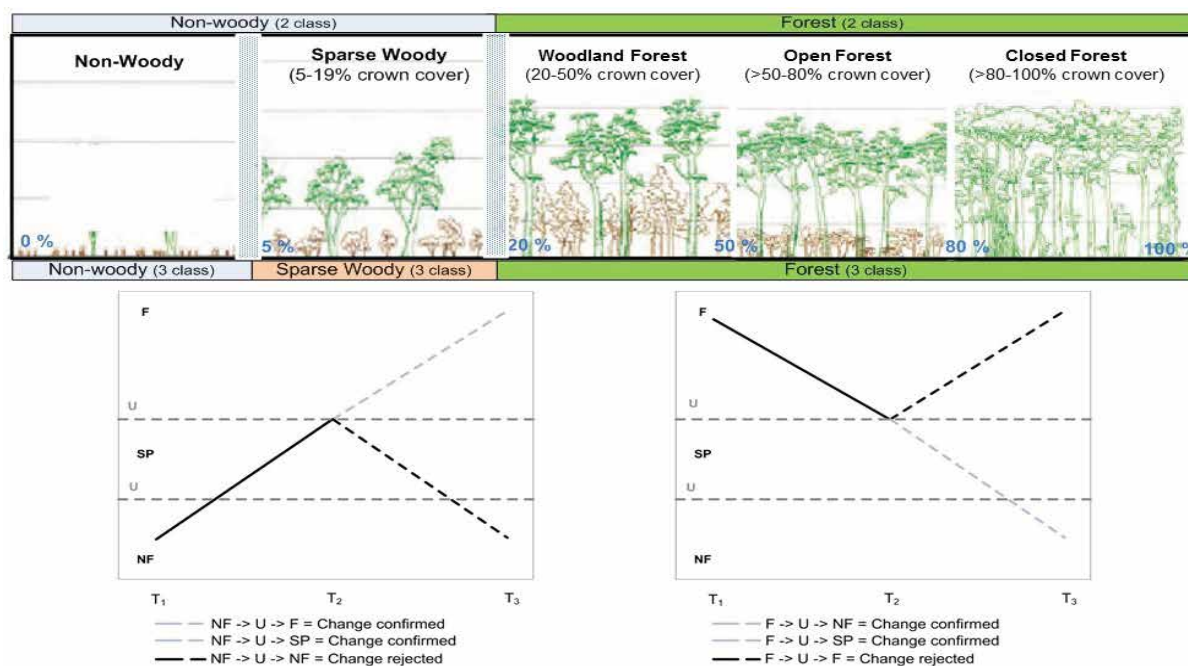 Non-woody (2 class) Forest (2 class)
Non-Woody
Sparse Woody
(5-19% crown cover)
Woodland Forest
(20-50% crown cover)
Open Forest
(>50-80% crown cover)
Closed Forest
(>80-100% crown cover)
0 % 5 % 20 % 50 % 80 % 100 %
Non-woody (3 class) Sparse Woody (3 class) Forest (3 class)
F
U
SP
U
NF
T1 T2 T3
NF -> U -> F = Change confirmed
NF -> U -> SP = Change confirmed
NF -> U -> NF = Change rejected
F
U
SP
U
NF
T1 T2 T3
F -> U -> NF = Change confirmed
F -> U -> SP = Change confirmed
F -> U -> F = Change rejected